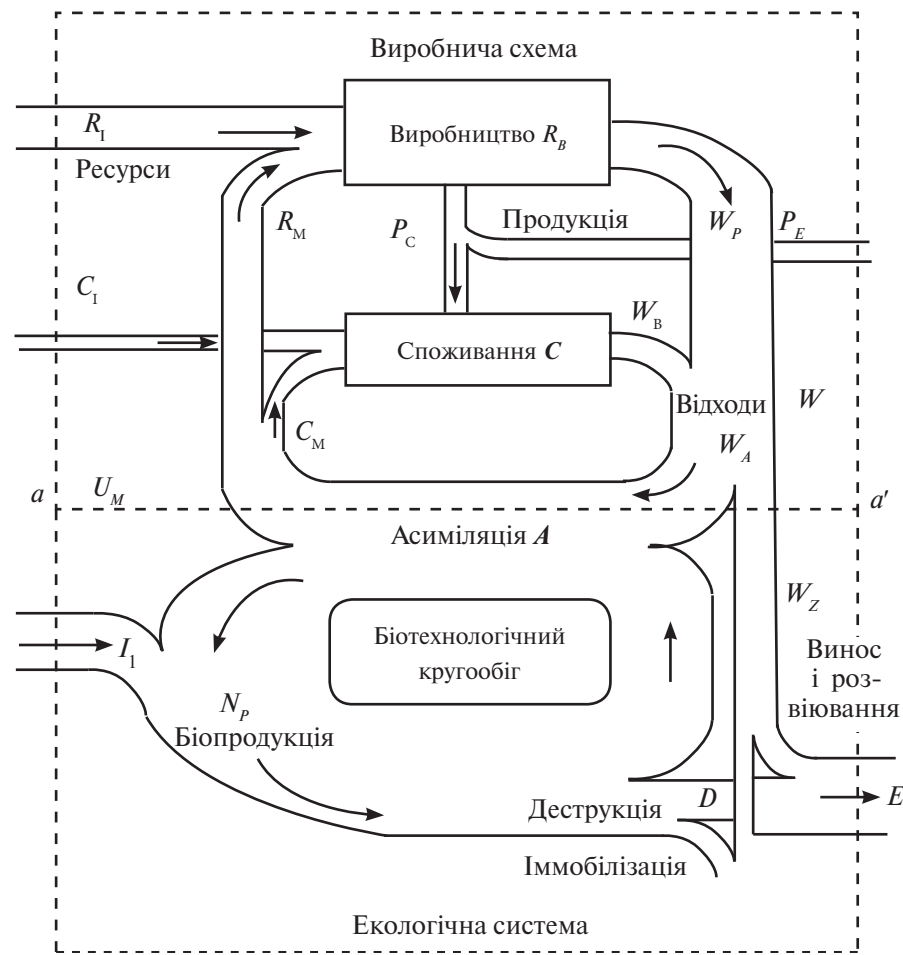 Виробнича схема
R_I
Ресурси
Виробництво R_B
R_M
P_C
Продукція
W_P
P_E
C_I
W_B
Споживання C
Відходи
W
C_M
W_A
a
U_M
a′
Асиміляція A
W_Z
Біотехнологічний
кругообіг
I_1
Винос
і роз-
віювання
N_P
Біопродукція
Деструкція
D
E
Іммобілізація
Екологічна система